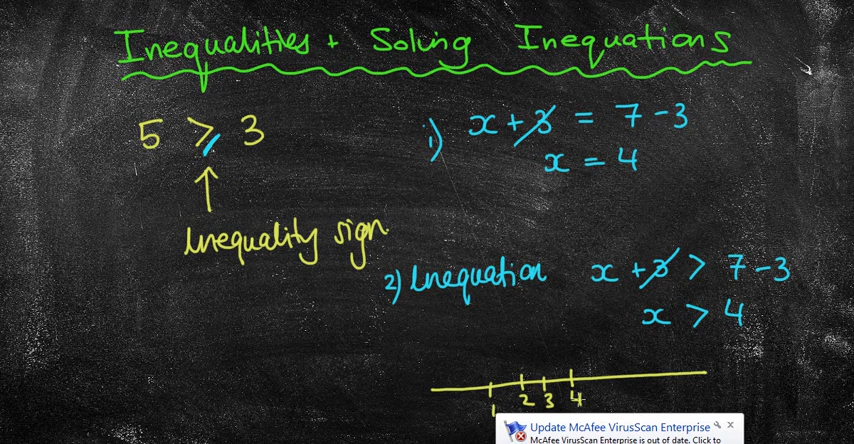 Inequalities + Solving Inequations
5 > 3
Inequality sign
1) x + 3 = 7 - 3
x = 4
2) Inequation x + 3 > 7 - 3
x > 4
1 2 3 4
Update McAfee VirusScan Enterprise
McAfee VirusScan Enterprise is out of date. Click to